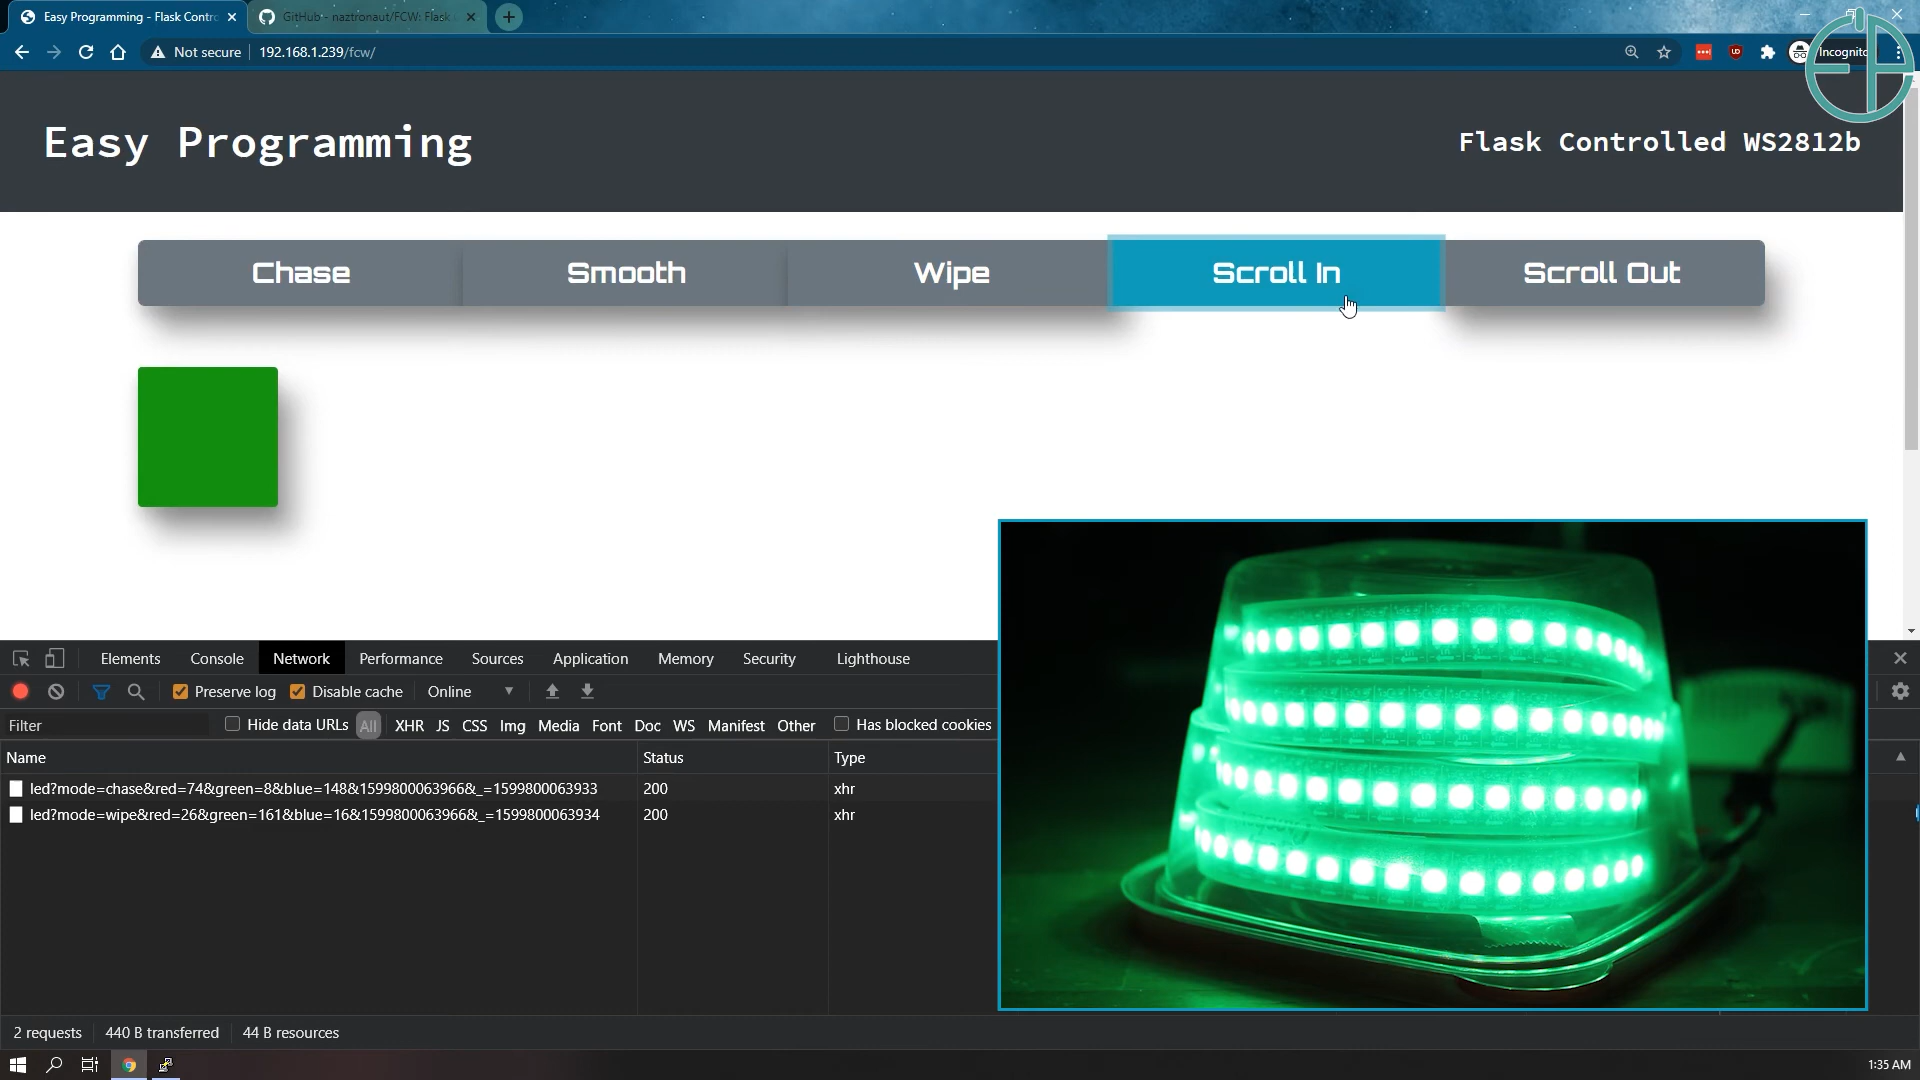 Easy Programming - Flask Contro
GitHub - naztronaut/FCW: Flask
Not secure
192.168.1.239/fcw/
Incognito
Easy Programming
Flask Controlled WS2812b
Chase
Smooth
Wipe
Scroll In
Scroll Out
Elements
Console
Network
Performance
Sources
Application
Memory
Security
Lighthouse
Preserve log
Disable cache
Online
Filter
Hide data URLs
All
XHR
JS
CSS
Img
Media
Font
Doc
WS
Manifest
Other
Has blocked cookies
Name
Status
Type
led?mode=chase&red=74&green=8&blue=148&1599800063966&_=1599800063933
200
xhr
led?mode=wipe&red=26&green=161&blue=16&1599800063966&_=1599800063934
200
xhr
2 requests
440 B transferred
44 B resources
1:35 AM